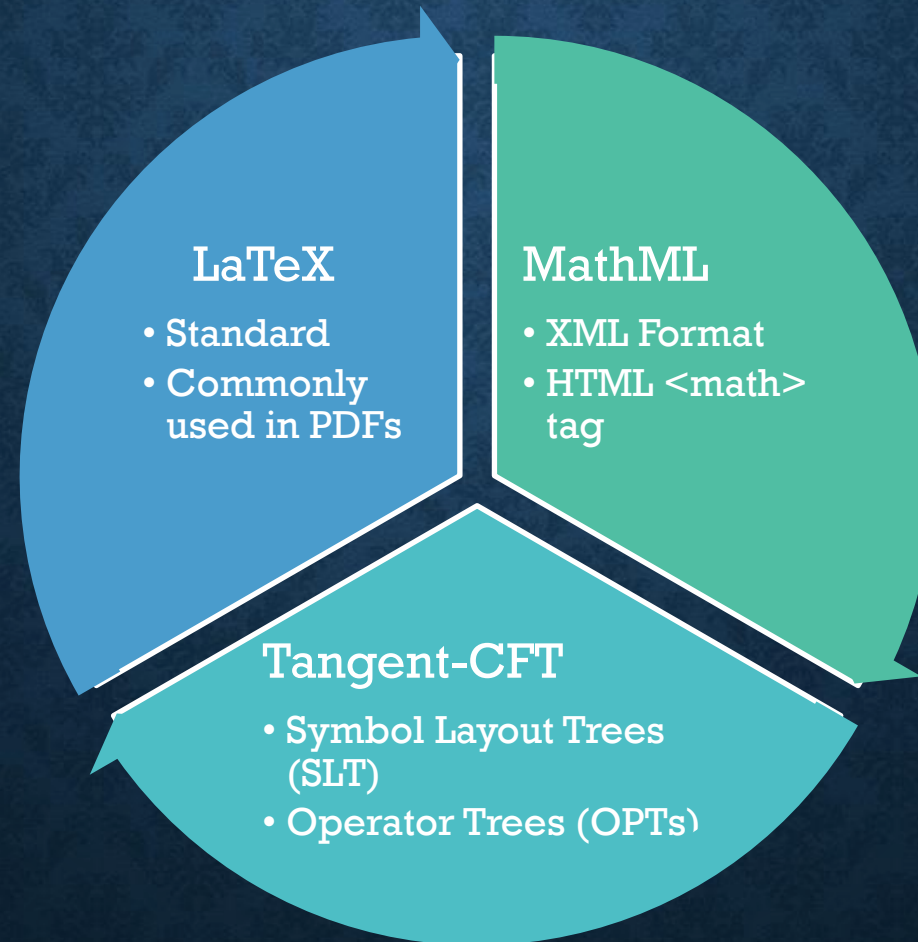 LaTeX
• Standard
• Commonly
used in PDFs
MathML
• XML Format
• HTML <math>
tag
Tangent-CFT
• Symbol Layout Trees
(SLT)
• Operator Trees (OPTs)